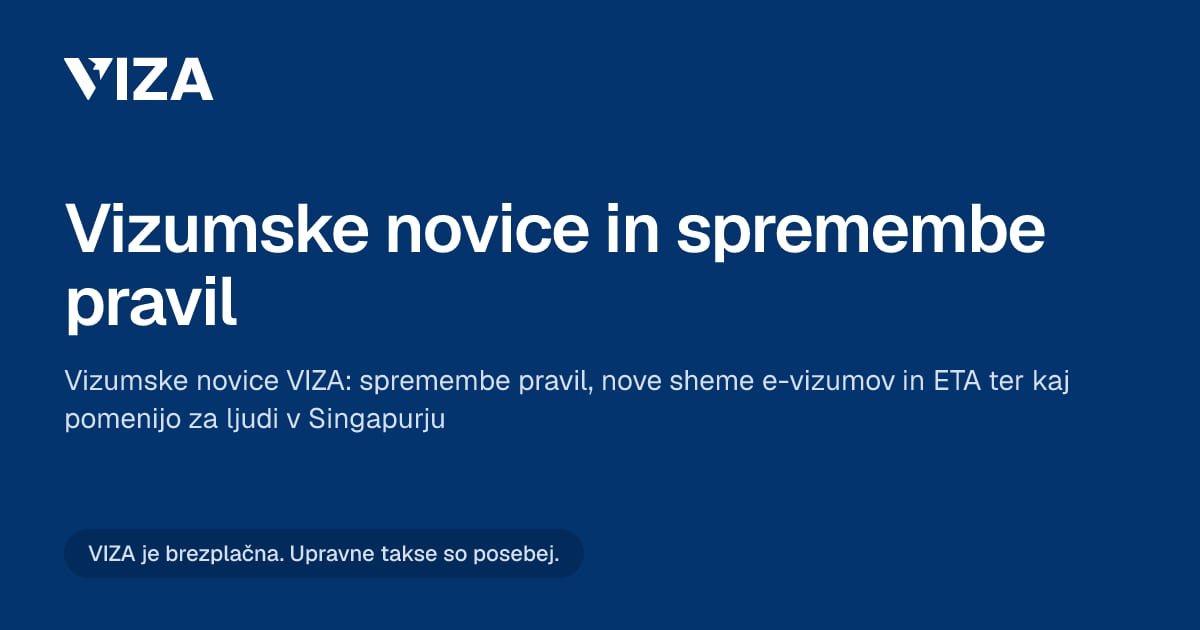 VIZA
Vizumske novice in spremembe
pravil
Vizumske novice VIZA: spremembe pravil, nove sheme e-vizumov in ETA ter kaj
pomenijo za ljudi v Singapurju
VIZA je brezplačna. Upravne takse so posebej.